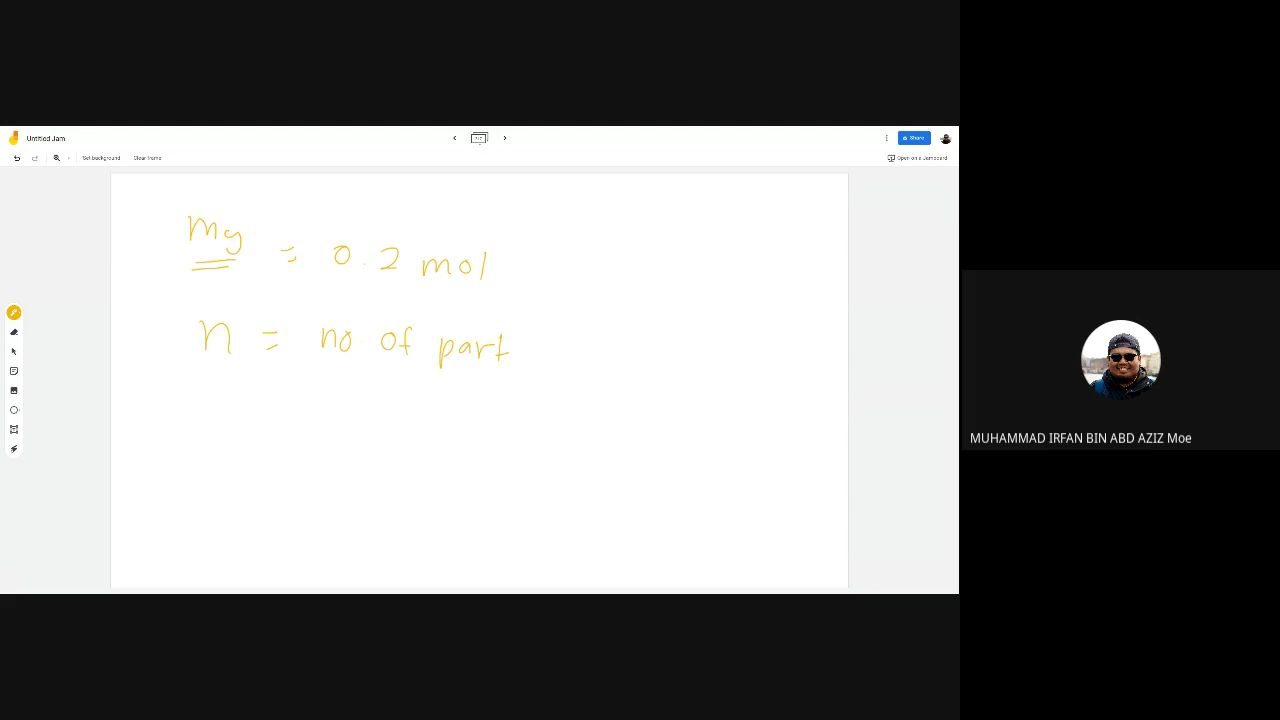 Untitled Jam
Share
Set background
Clear frame
Open on a Jamboard
mg = 0.2 mol
n = no. of part
MUHAMMAD IRFAN BIN ABD AZIZ Moe